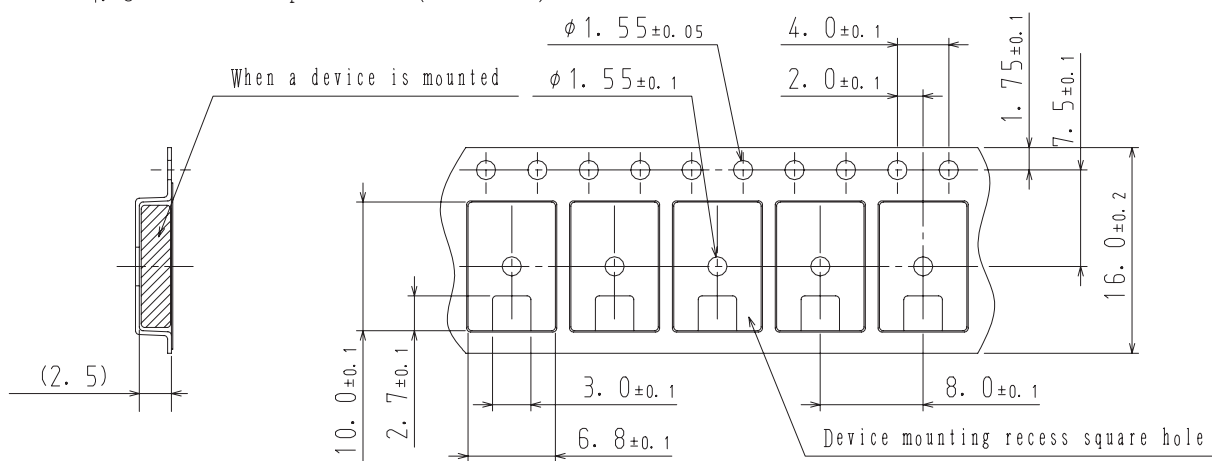 φ1.55±0.05
4.0±0.1
When a device is mounted
φ1.55±0.1
2.0±0.1
1.75±0.1
7.5±0.1
16.0±0.2
(2.5)
10.0±0.1
2.7±0.1
3.0±0.1
8.0±0.1
6.8±0.1
Device mounting recess square hole